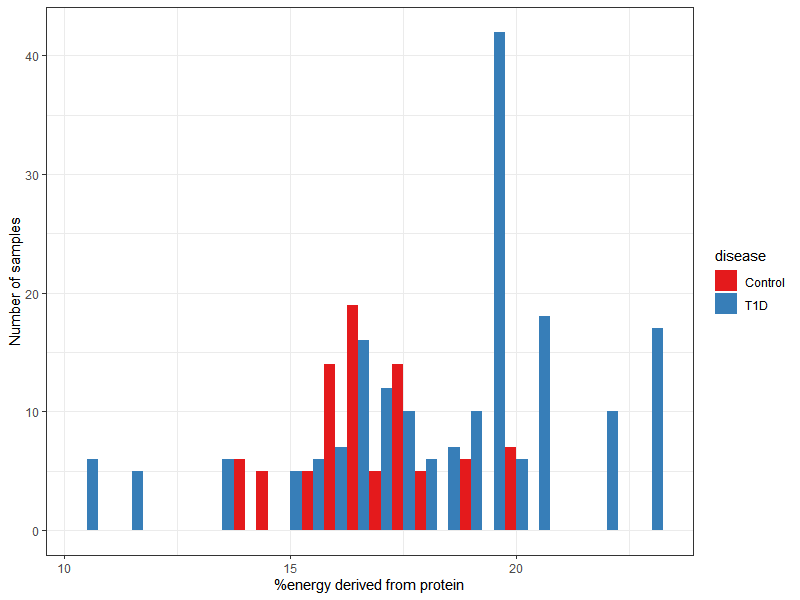 40
30
20
10
0
Number of samples
10
15
20
%energy derived from protein
disease
Control
T1D